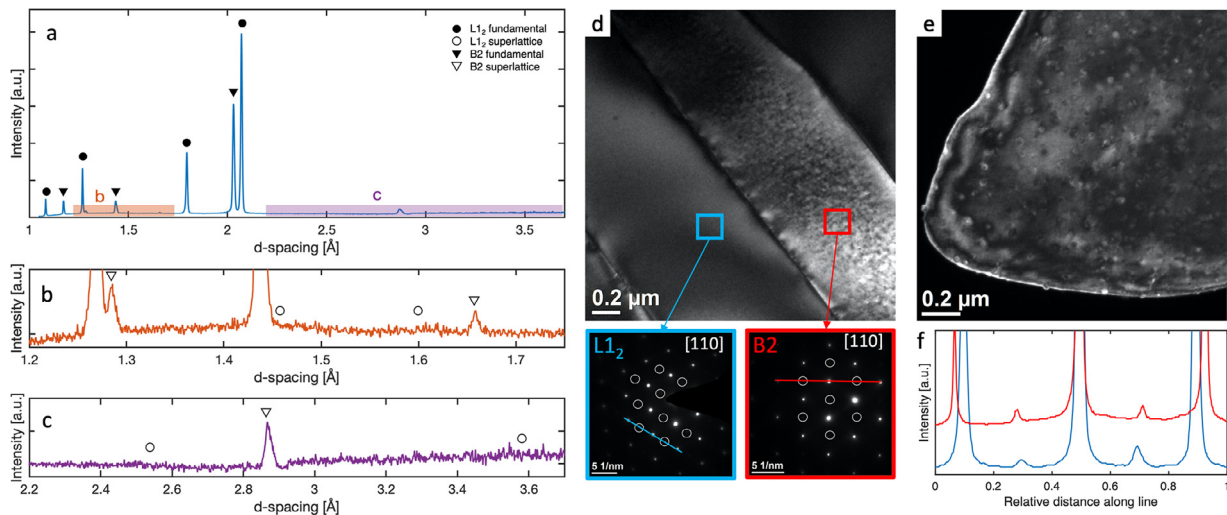 a
L1₂ fundamental
L1₂ superlattice
B2 fundamental
B2 superlattice
Intensity [a.u.]
b
c
1 1.5 2 2.5 3 3.5
d-spacing [Å]
b
Intensity [a.u.]
1.2 1.3 1.4 1.5 1.6 1.7
d-spacing [Å]
c
Intensity [a.u.]
2.2 2.4 2.6 2.8 3 3.2 3.4 3.6
d-spacing [Å]
d
0.2 µm
L1₂ [110]
5 1/nm
B2 [110]
5 1/nm
e
0.2 µm
f
Intensity [a.u.]
0 0.2 0.4 0.6 0.8 1
Relative distance along line